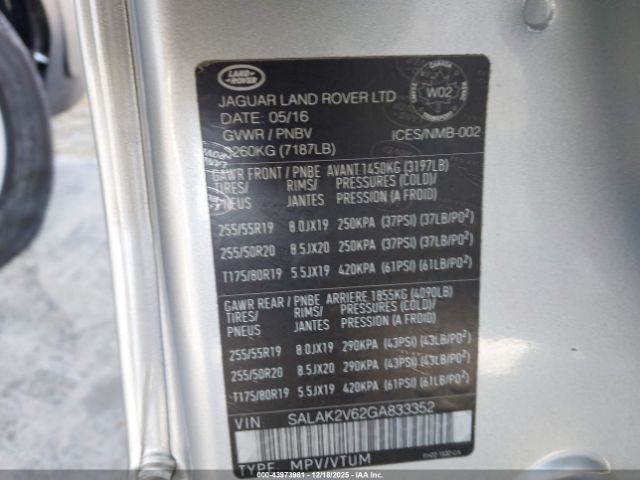 LAND ROVER
CANADA
W02
JAGUAR LAND ROVER LTD
DATE: 05/16
GVWR / PNBV ICES/NMB-002
3260KG (7187LB)
GAWR FRONT / PNBE AVANT 1450KG (3197LB)
TIRES/ RIMS/ PRESSURES (COLD)/
PNEUS JANTES PRESSION (A FROID)
255/55R19 8.0JX19 250KPA (37PSI) (37LB/PO²)
255/50R20 8.5JX20 250KPA (37PSI) (37LB/PO²)
T175/80R19 5.5JX19 420KPA (61PSI) (61LB/PO²)
GAWR REAR / PNBE ARRIERE 1855KG (4090LB)
TIRES/ RIMS/ PRESSURES (COLD)/
PNEUS JANTES PRESSION (A FROID)
255/55R19 8.0JX19 290KPA (43PSI) (43LB/PO²)
255/50R20 8.5JX20 290KPA (43PSI) (43LB/PO²)
T175/80R19 5.5JX19 420KPA (61PSI) (61LB/PO²)
VIN: SALAK2V62GA833352
TYPE: MPV/VTUM
Stock No: 43973981 - 12/18/2025 - © IAA Holdings, LLC